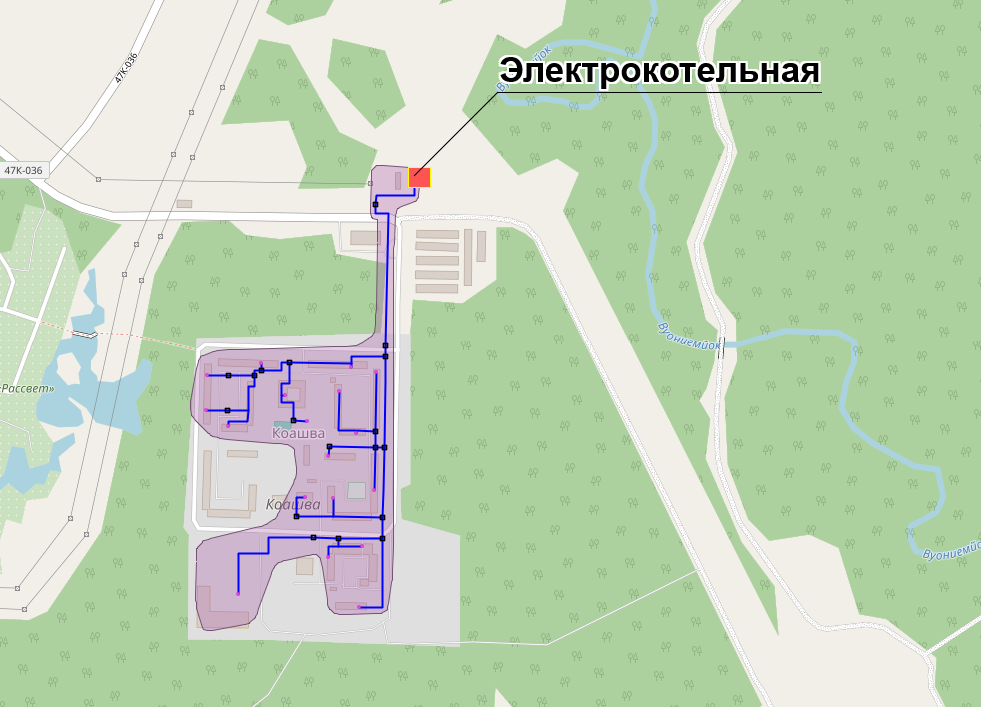 47К-036
Электрокотельная
47К-036
Вуониемйок
«Рассвет»
Коашва
Коашва
Вуониемйок